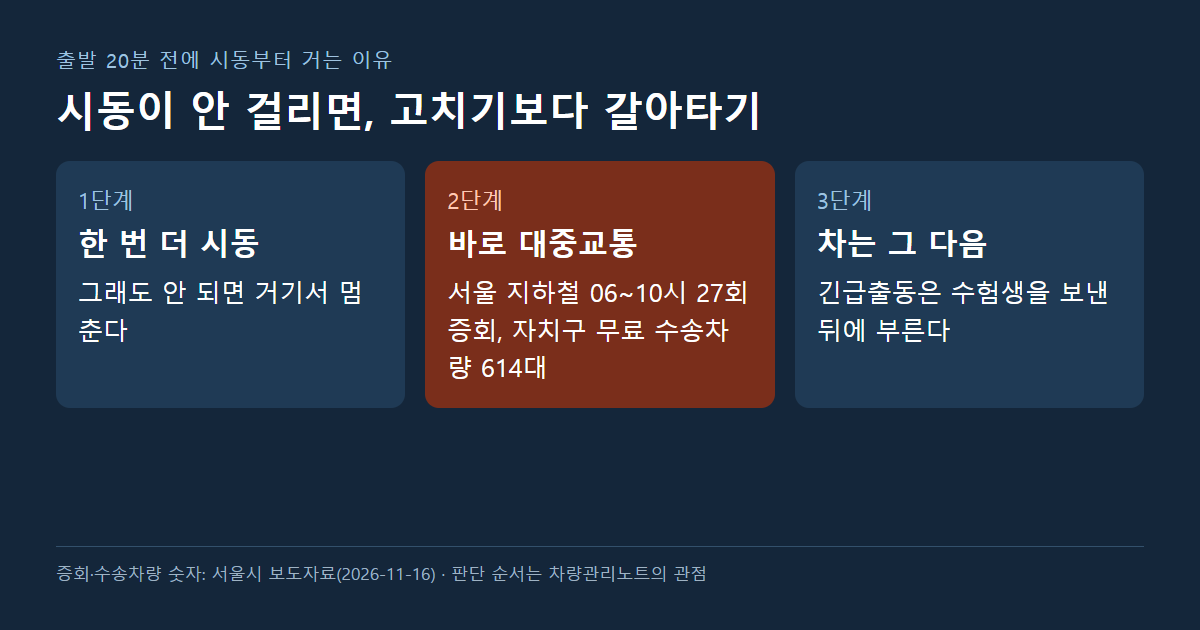 출발 20분 전에 시동부터 거는 이유
시동이 안 걸리면, 고치기보다 갈아타기
1단계
한 번 더 시동
그래도 안 되면 거기서 멈
춘다
2단계
바로 대중교통
서울 지하철 06~10시 27회
증회, 자치구 무료 수송차
량 614대
3단계
차는 그 다음
긴급출동은 수험생을 보낸
뒤에 부른다
증회·수송차량 숫자: 서울시 보도자료(2026-11-16) · 판단 순서는 차량관리노트의 관점